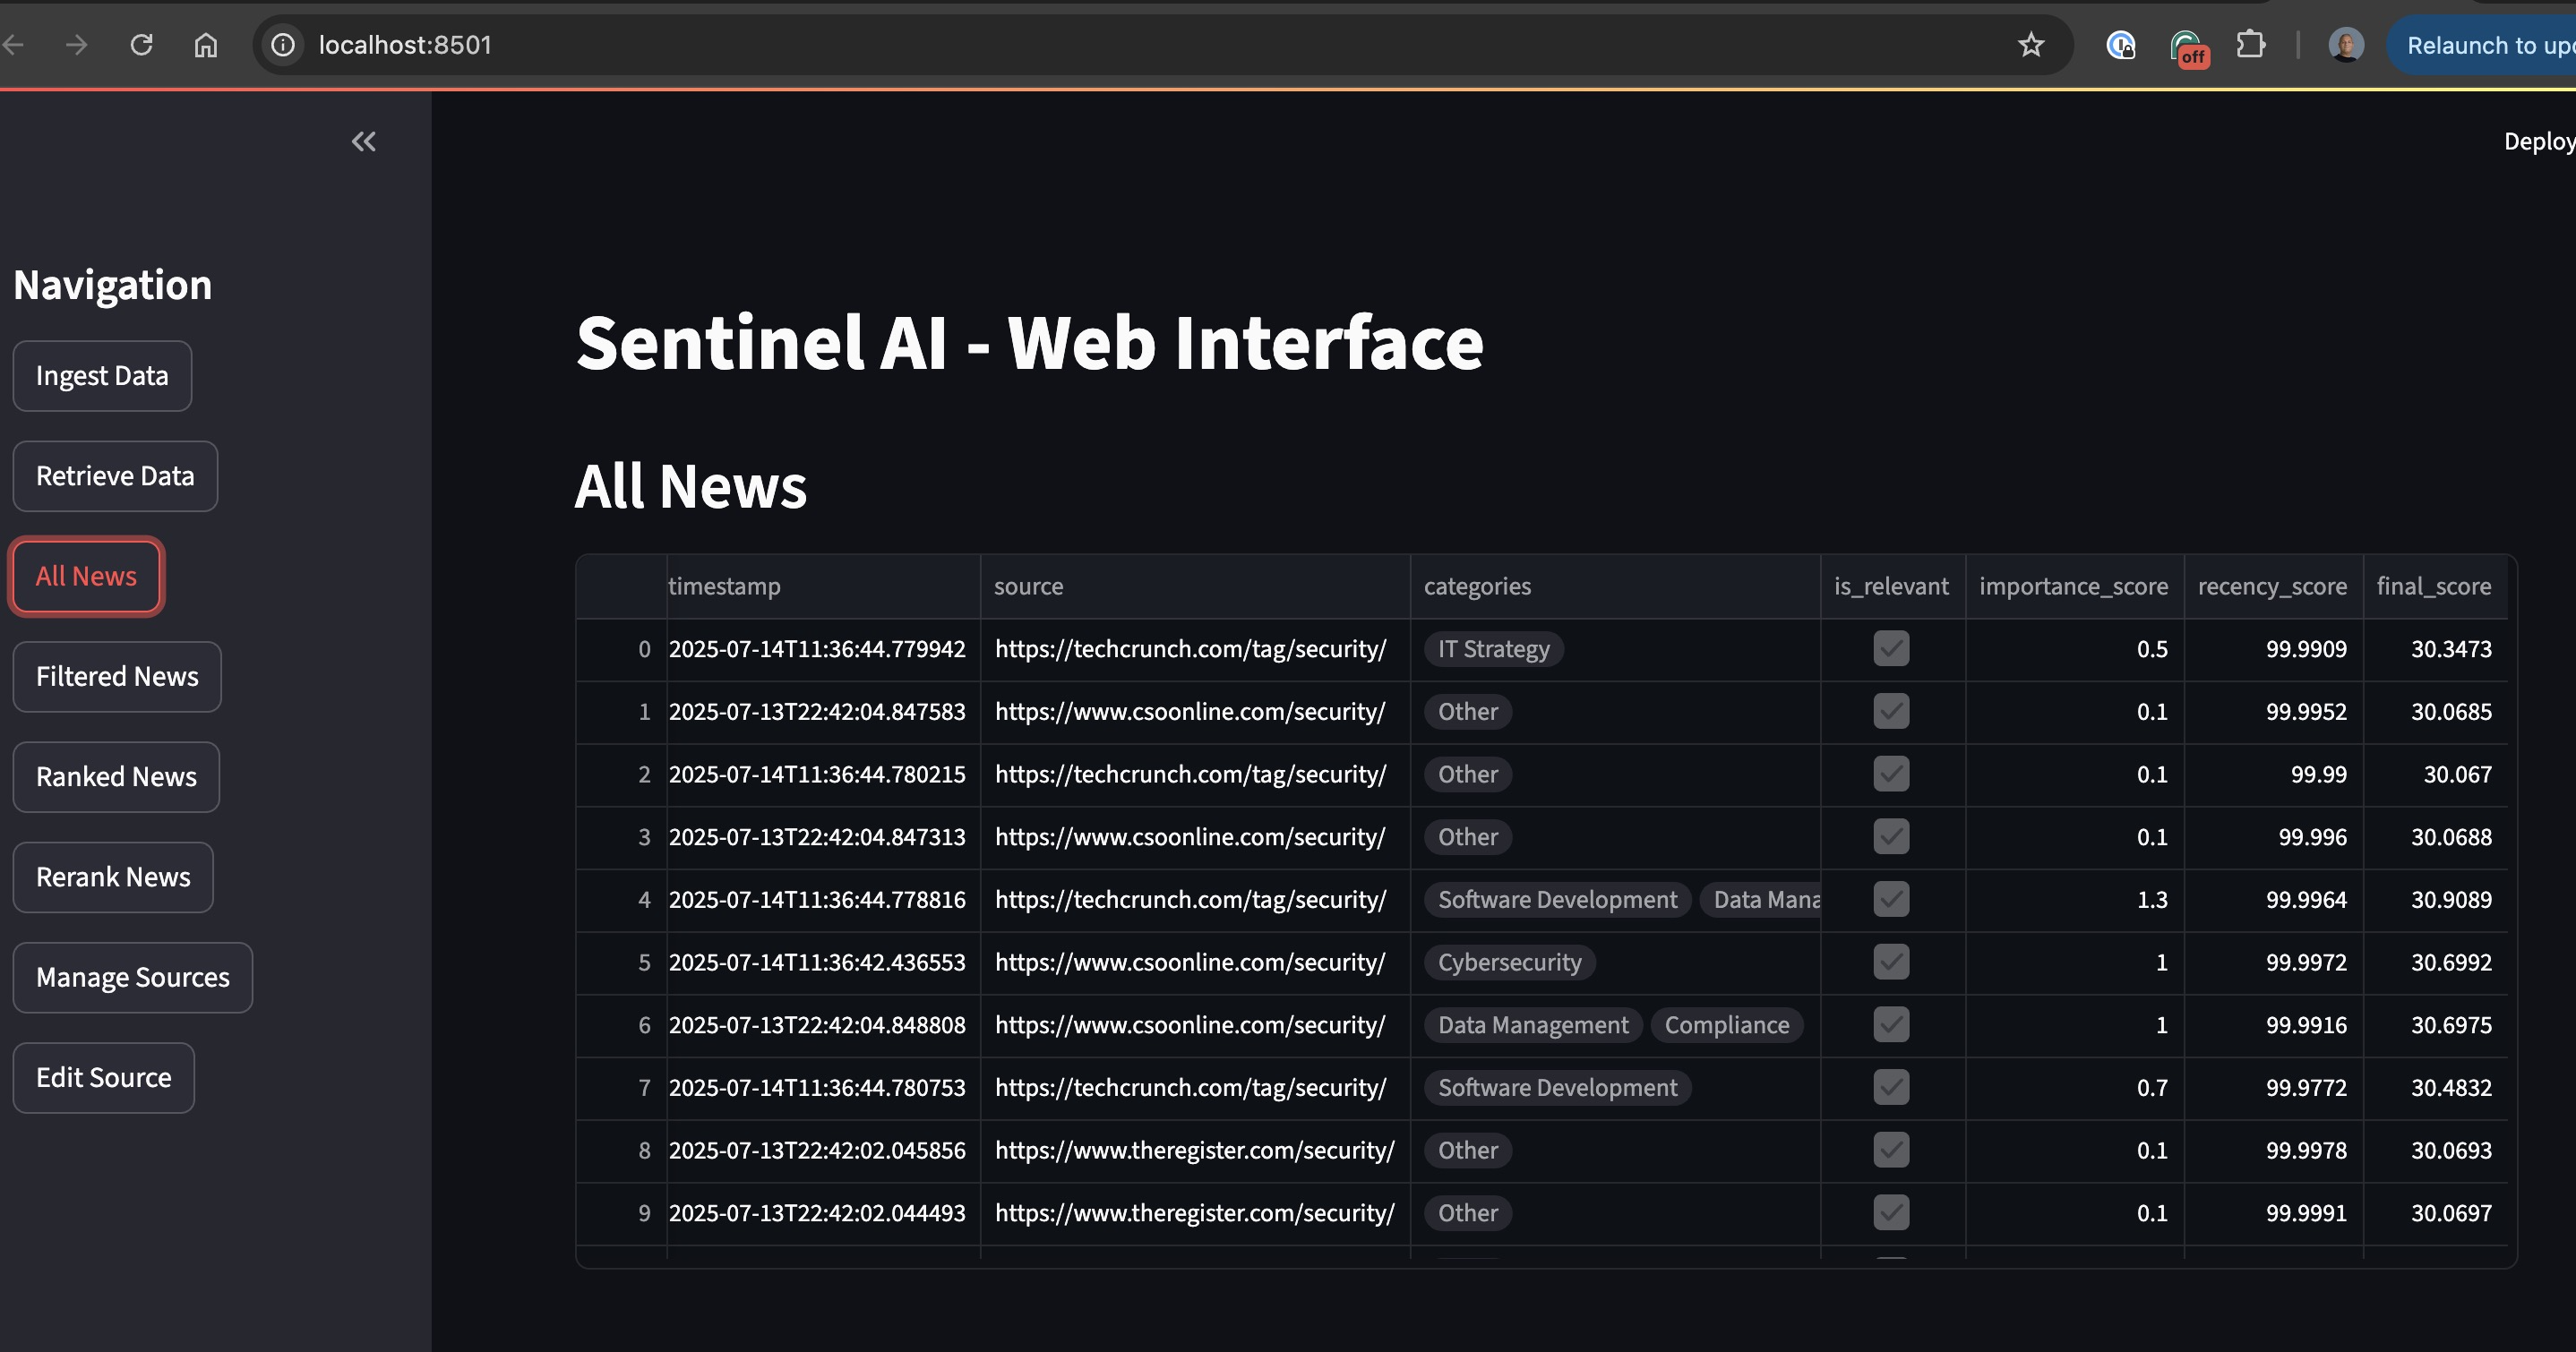 localhost:8501
off
Relaunch to
Deploy
Navigation
Ingest Data
Retrieve Data
All News
Filtered News
Ranked News
Rerank News
Manage Sources
Edit Source
Sentinel AI - Web Interface
All News
timestamp source categories is_relevant importance_score recency_score final_score
0 2025-07-14T11:36:44.779942 https://techcrunch.com/tag/security/ IT Strategy 0.5 99.9909 30.3473
1 2025-07-13T22:42:04.847583 https://www.csoonline.com/security/ Other 0.1 99.9952 30.0685
2 2025-07-14T11:36:44.780215 https://techcrunch.com/tag/security/ Other 0.1 99.99 30.067
3 2025-07-13T22:42:04.847313 https://www.csoonline.com/security/ Other 0.1 99.996 30.0688
4 2025-07-14T11:36:44.778816 https://techcrunch.com/tag/security/ Software Development Data Mana 1.3 99.9964 30.9089
5 2025-07-14T11:36:42.436553 https://www.csoonline.com/security/ Cybersecurity 1 99.9972 30.6992
6 2025-07-13T22:42:04.848808 https://www.csoonline.com/security/ Data Management Compliance 1 99.9916 30.6975
7 2025-07-14T11:36:44.780753 https://techcrunch.com/tag/security/ Software Development 0.7 99.9772 30.4832
8 2025-07-13T22:42:02.045856 https://www.theregister.com/security/ Other 0.1 99.9978 30.0693
9 2025-07-13T22:42:02.044493 https://www.theregister.com/security/ Other 0.1 99.9991 30.0697